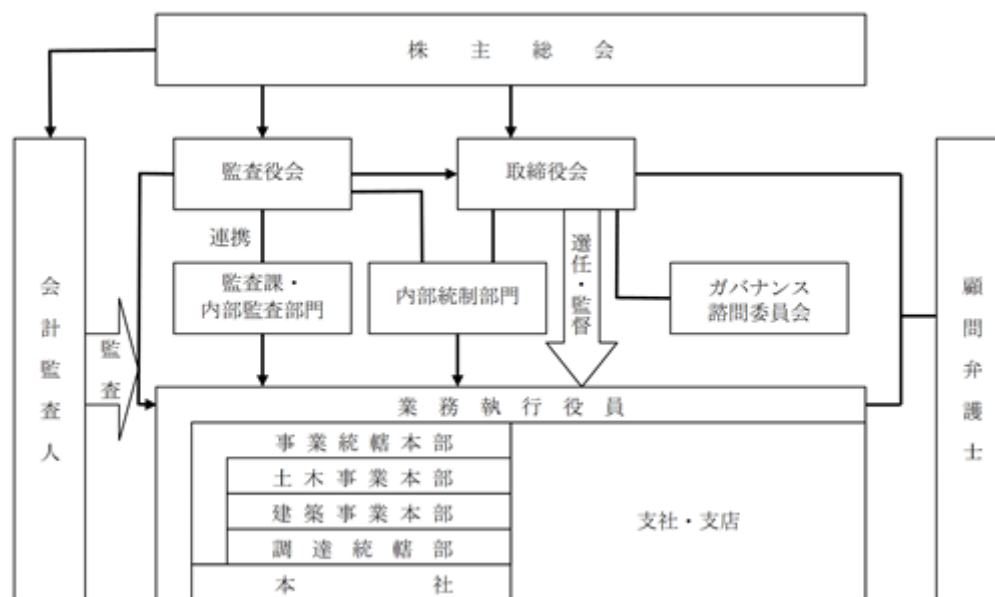 株主総会
監査役会
取締役会
連携
監査課・
内部監査部門
内部統制部門
選任・監督
ガバナンス
諮問委員会
会計監査人
監査
顧問弁護士
業務執行役員
事業統轄本部
土木事業本部
建築事業本部
調達統轄部
本社
支社・支店